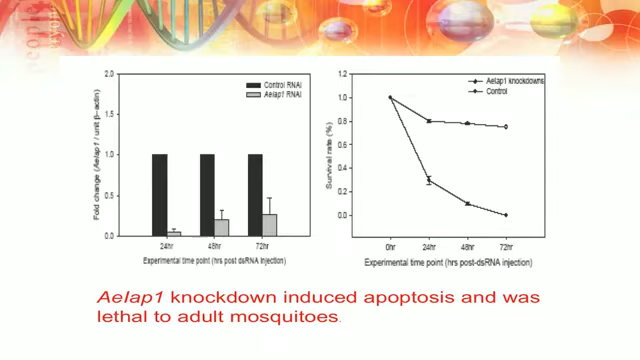 2.0
1.5
1.0
0.5
0.0
Fold change (AeIap1 / unit β-actin)
Control RNAi
AeIap1 RNAi
24hr 48hr 72hr
Experimental time point (hrs post dsRNA injection)
1.2
1.0
0.8
0.6
0.4
0.2
0.0
Survival rate (%)
AeIap1 knockdowns
Control
0hr 24hr 48hr 72hr
Experimental time point (hrs post-dsRNA injection)
AeIap1 knockdown induced apoptosis and was
lethal to adult mosquitoes.